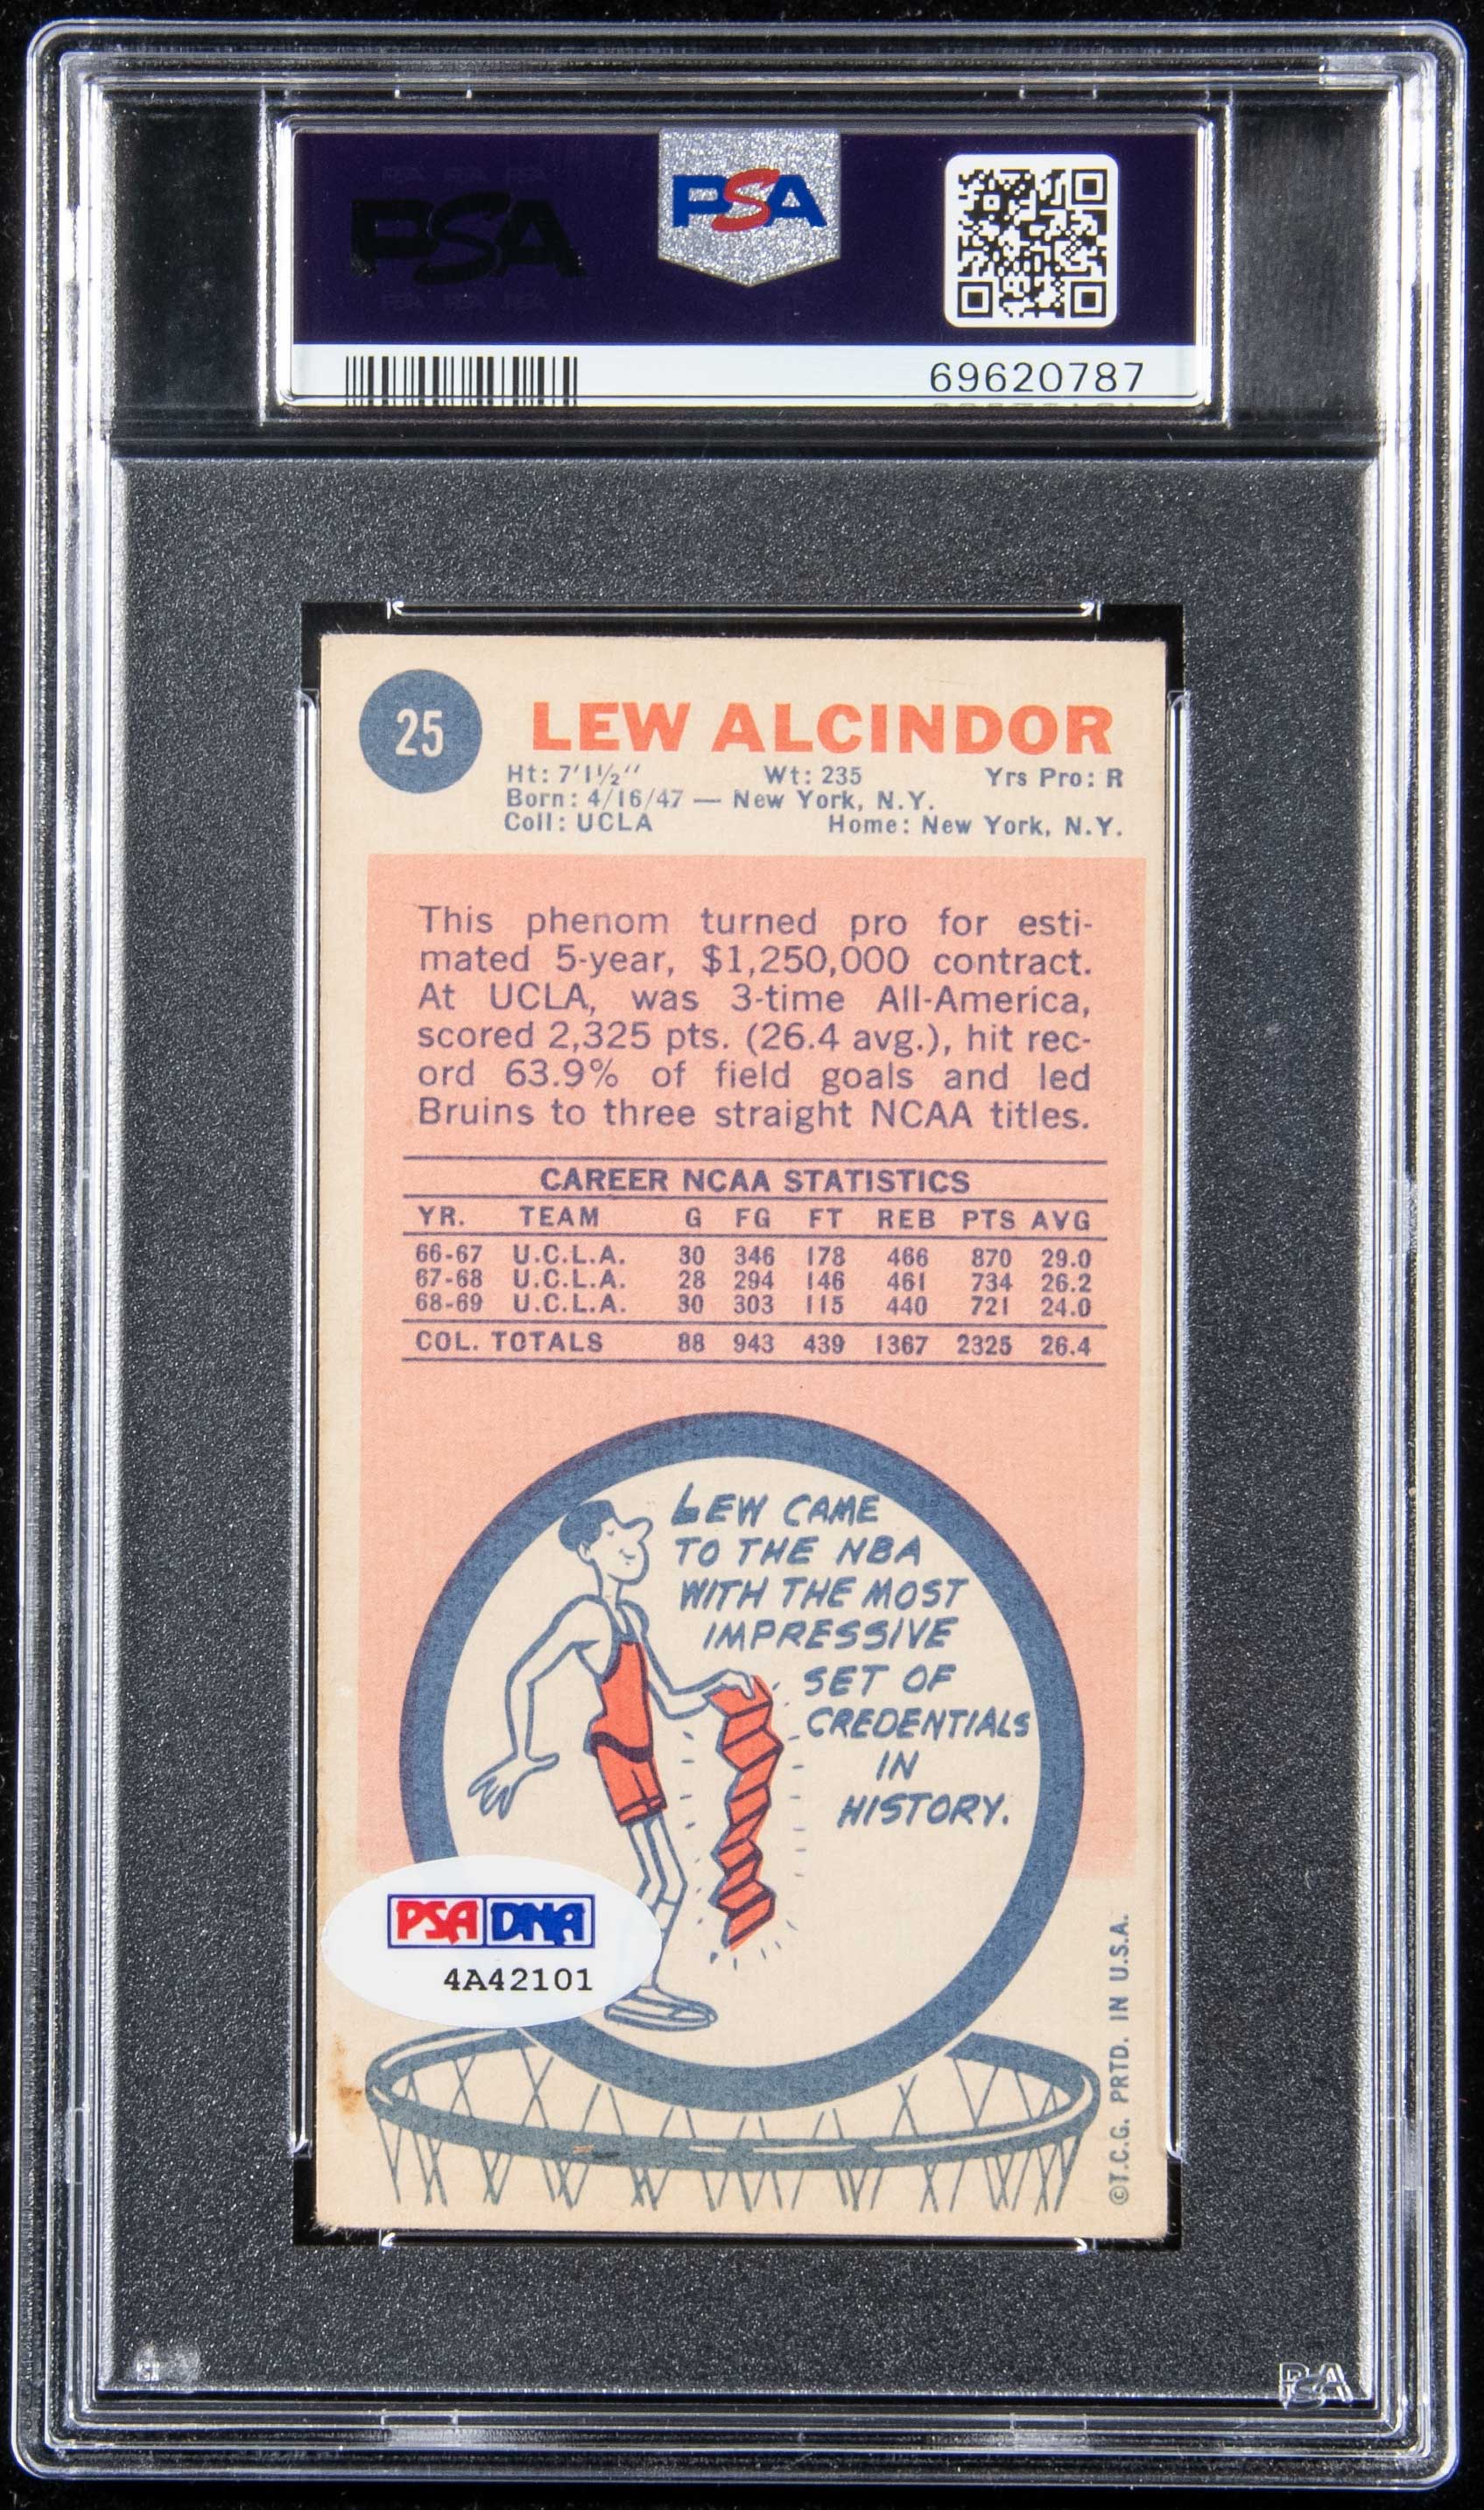 PSA
PSA
69620787
25
LEW ALCINDOR
Ht: 7'1½" Wt: 235 Yrs Pro: R
Born: 4/16/47 — New York, N.Y.
Coll: UCLA Home: New York, N.Y.
This phenom turned pro for esti-
mated 5-year, $1,250,000 contract.
At UCLA, was 3-time All-America,
scored 2,325 pts. (26.4 avg.), hit rec-
ord 63.9% of field goals and led
Bruins to three straight NCAA titles.
CAREER NCAA STATISTICS
YR. TEAM G FG FT REB PTS AVG
66-67 U.C.L.A. 30 346 178 466 870 29.0
67-68 U.C.L.A. 28 294 146 461 734 26.2
68-69 U.C.L.A. 30 303 115 440 721 24.0
COL. TOTALS 88 943 439 1367 2325 26.4
LEW CAME
TO THE NBA
WITH THE MOST
IMPRESSIVE
SET OF
CREDENTIALS
IN
HISTORY.
PSA DNA
4A42101
©T.C.G. PRTD. IN U.S.A.
PSA